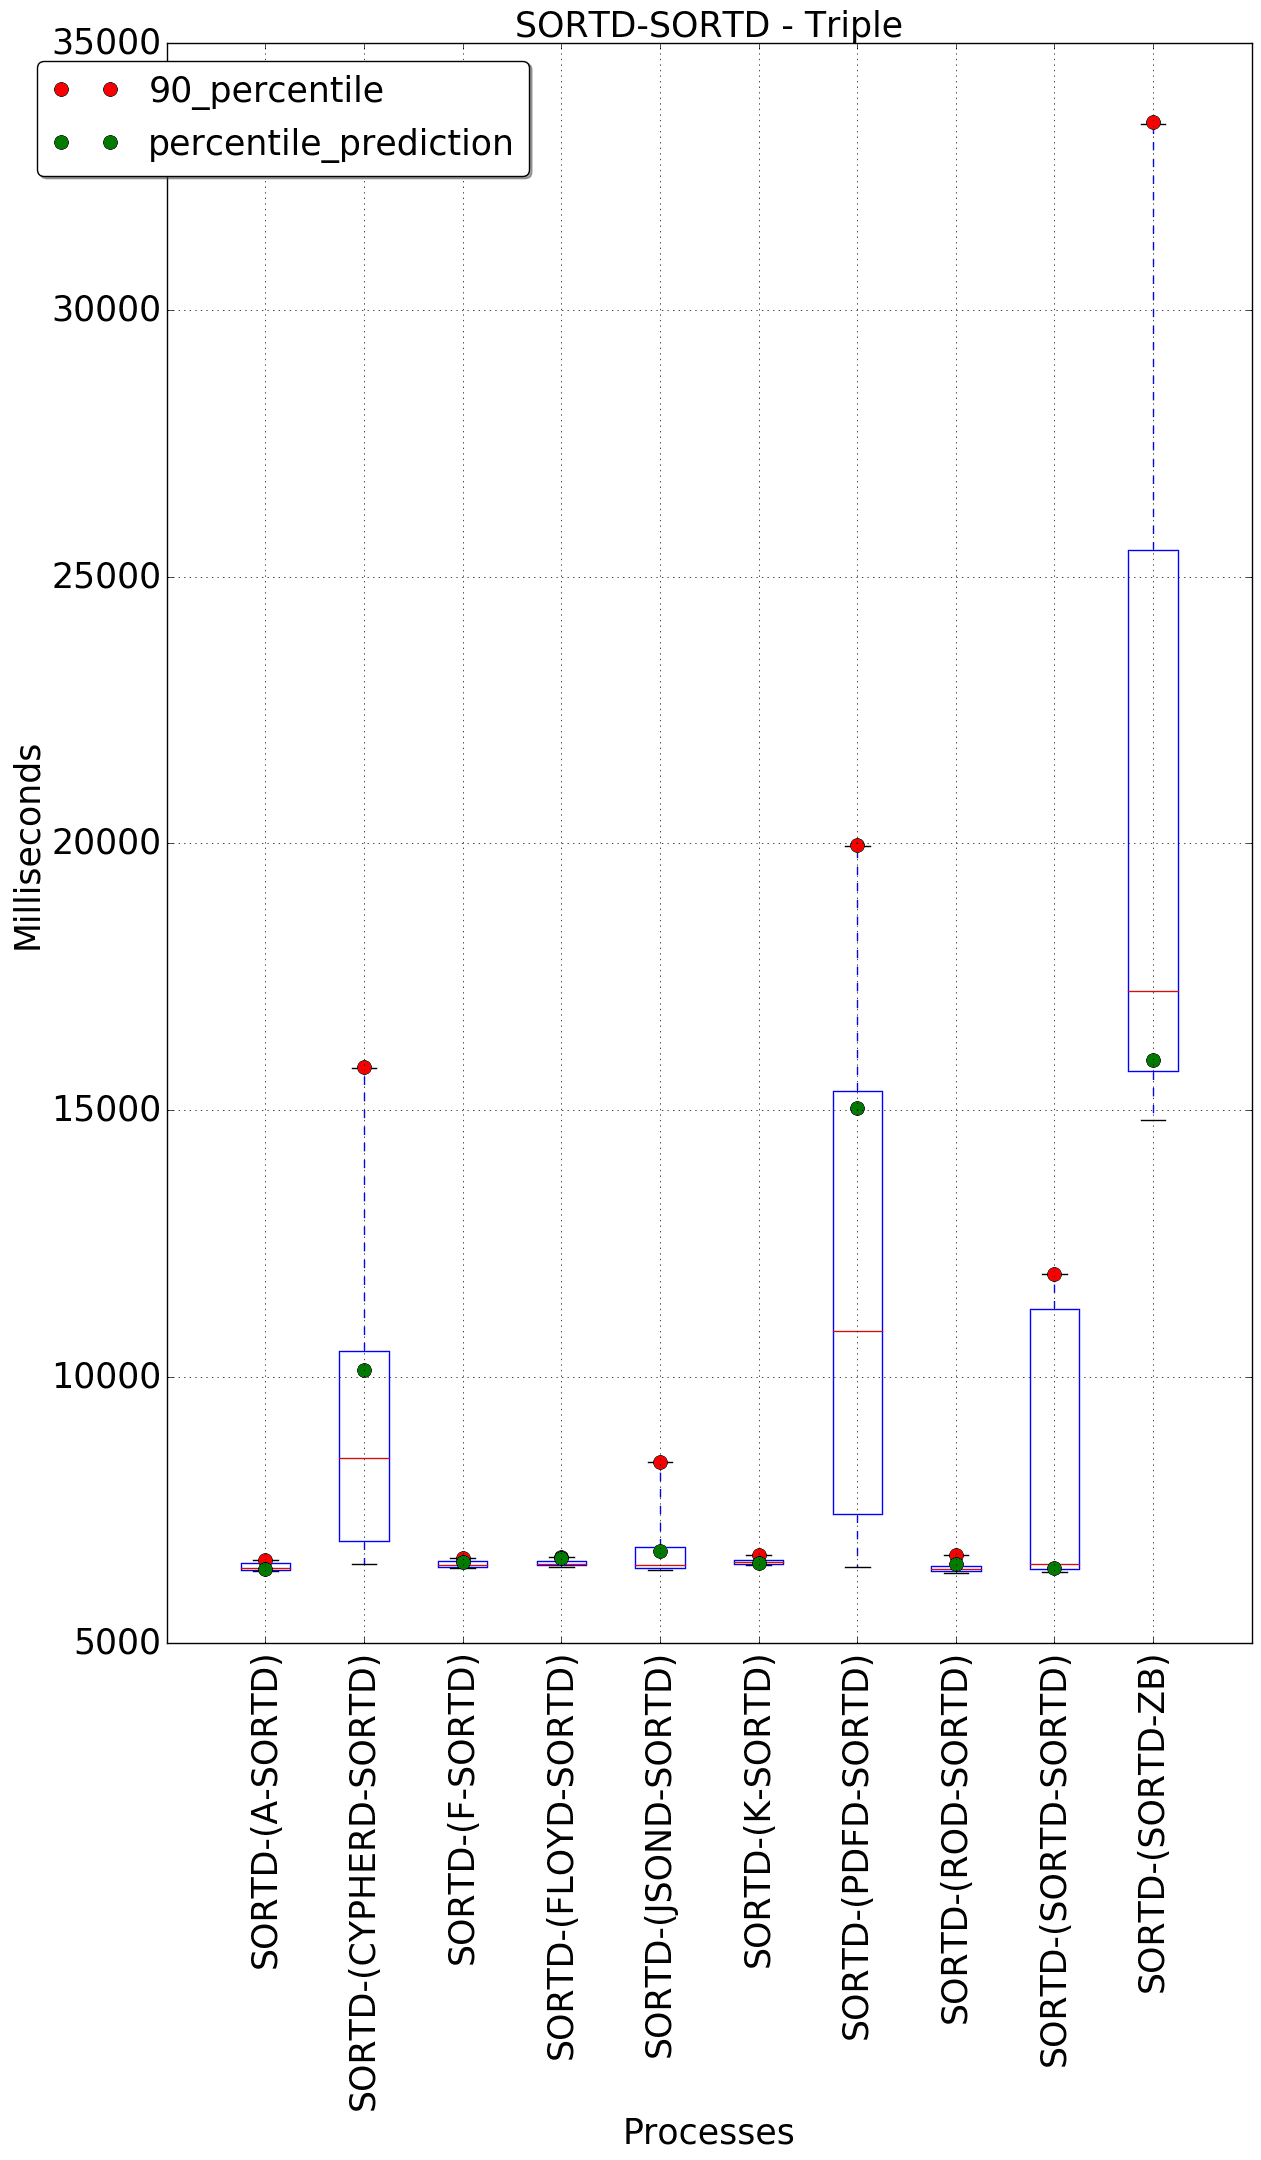 SORTD-SORTD - Triple
90_percentile
percentile_prediction
35000
30000
25000
20000
15000
10000
5000
Milliseconds
SORTD-(A-SORTD)
SORTD-(CYPHERD-SORTD)
SORTD-(F-SORTD)
SORTD-(FLOYD-SORTD)
SORTD-(JSOND-SORTD)
SORTD-(K-SORTD)
SORTD-(PDFD-SORTD)
SORTD-(ROD-SORTD)
SORTD-(SORTD-SORTD)
SORTD-(SORTD-ZB)
Processes